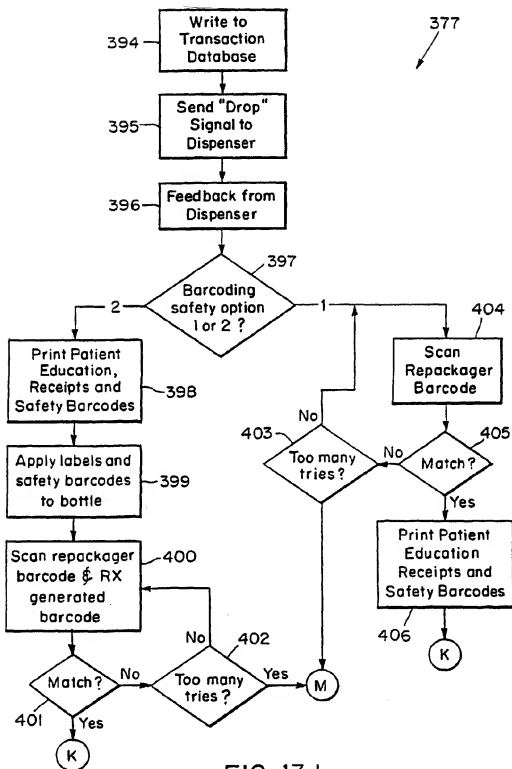 377
394
Write to
Transaction
Database
395
Send "Drop"
Signal to
Dispenser
396
Feedback from
Dispenser
397
Barcoding
safety option
1 or 2 ?
2
1
Print Patient
Education,
Receipts and
Safety Barcodes
398
Apply labels and
safety barcodes
to bottle
399
Scan repackager
barcode & RX
generated
barcode
400
Match?
401
No
Yes
K
Too many
tries?
402
No
Yes
M
404
Scan
Repackager
Barcode
Match?
405
No
Yes
Too many
tries?
403
No
Print Patient
Education
Receipts and
Safety Barcodes
406
K